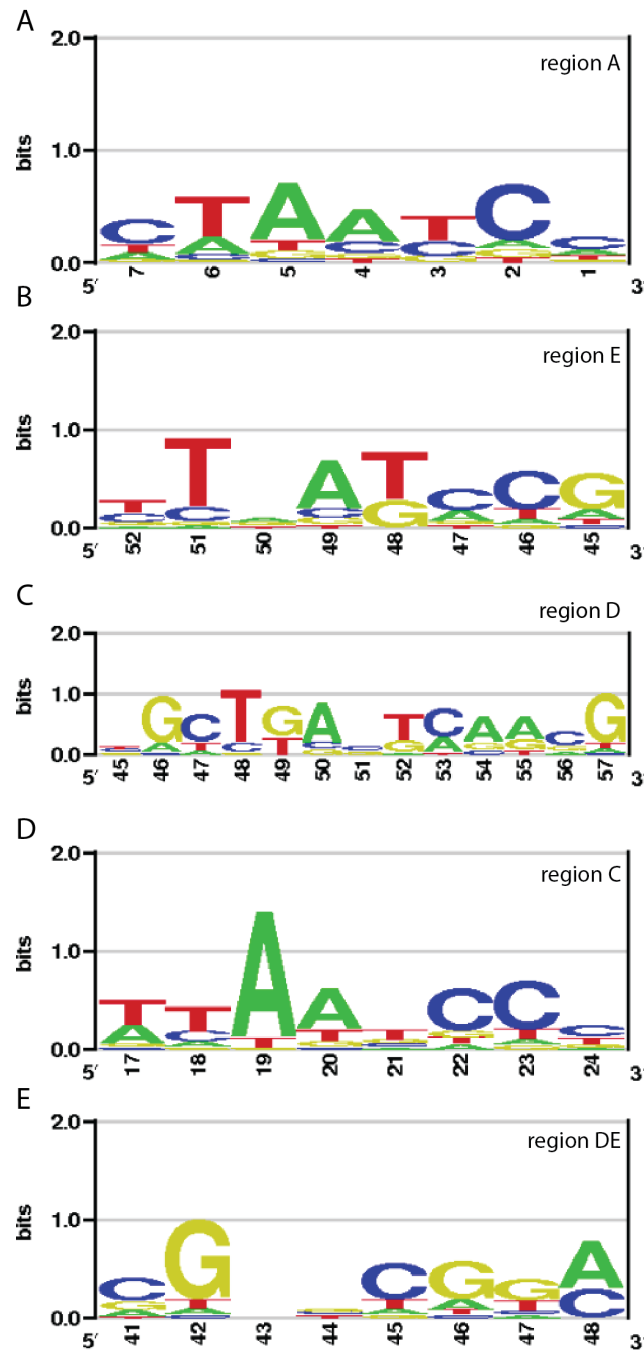 A
region A
2.0
1.0
0.0
bits
5′ 7 6 5 4 3 2 1 3
B
region E
2.0
1.0
0.0
bits
5′ 52 51 50 49 48 47 46 45 3
C
region D
2.0
1.0
0.0
bits
5′ 45 46 47 48 49 50 51 52 53 54 55 56 57 3
D
region C
2.0
1.0
0.0
bits
5′ 17 18 19 20 21 22 23 24 3
E
region DE
2.0
1.0
0.0
bits
5′ 41 42 43 44 45 46 47 48 3